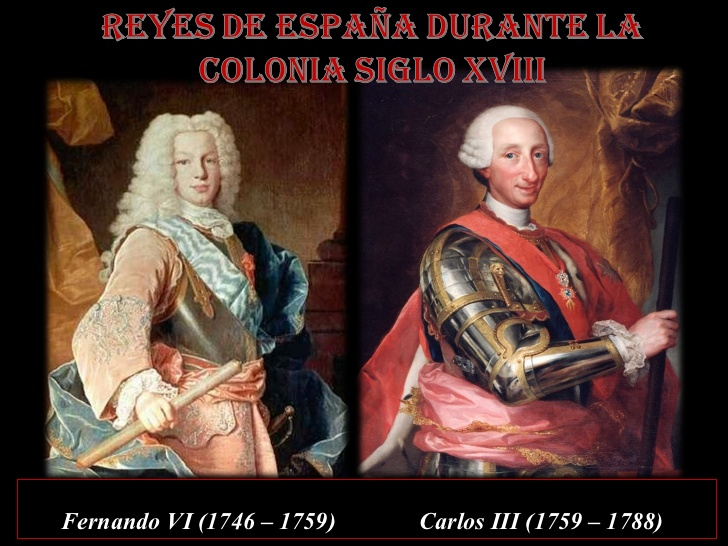 REYES DE ESPAÑA DURANTE LA
COLONIA SIGLO XVIII
Fernando VI (1746 – 1759) Carlos III (1759 – 1788)